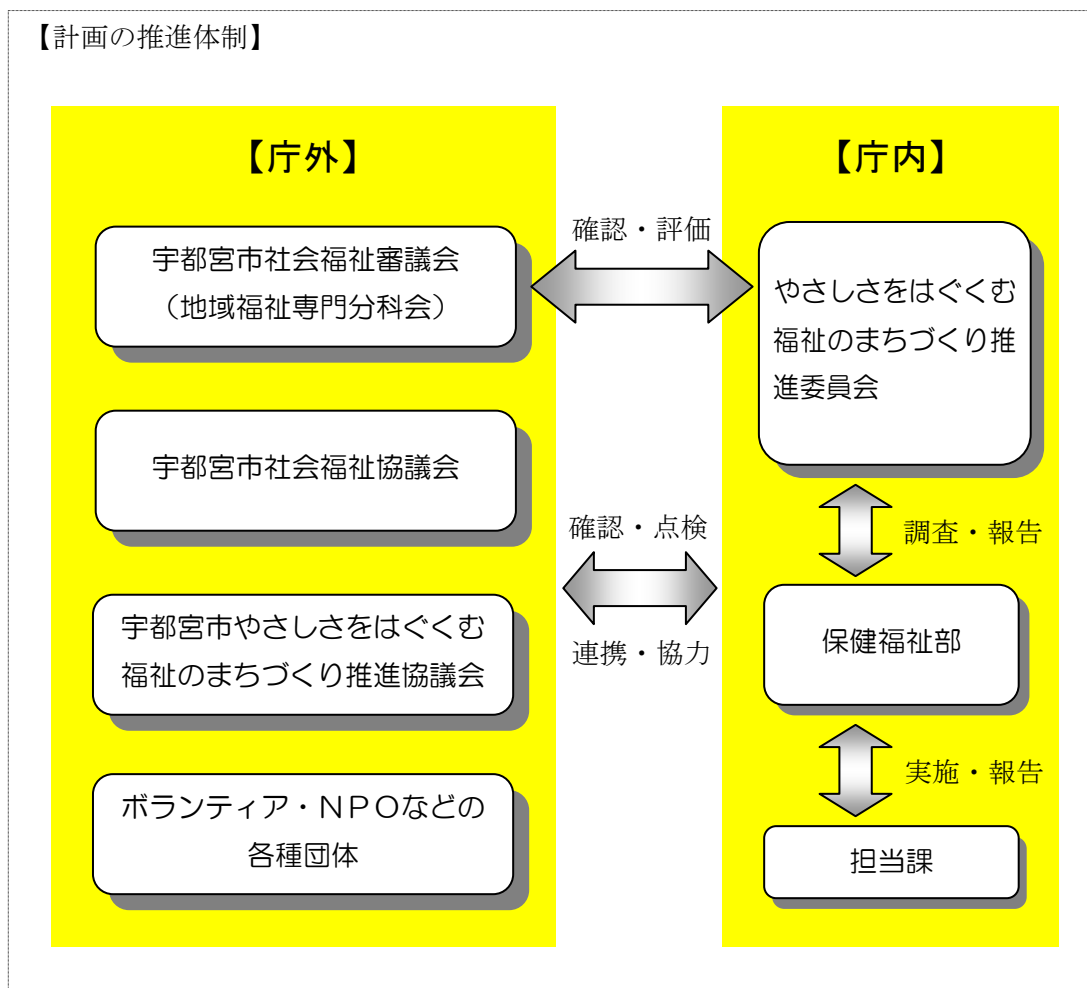 【計画の推進体制】
【庁外】
宇都宮市社会福祉審議会
（地域福祉専門分科会）
宇都宮市社会福祉協議会
宇都宮市やさしさをはぐくむ
福祉のまちづくり推進協議会
ボランティア・ＮＰＯなどの
各種団体
確認・評価
確認・点検
連携・協力
【庁内】
やさしさをはぐくむ
福祉のまちづくり推
進委員会
調査・報告
保健福祉部
実施・報告
担当課